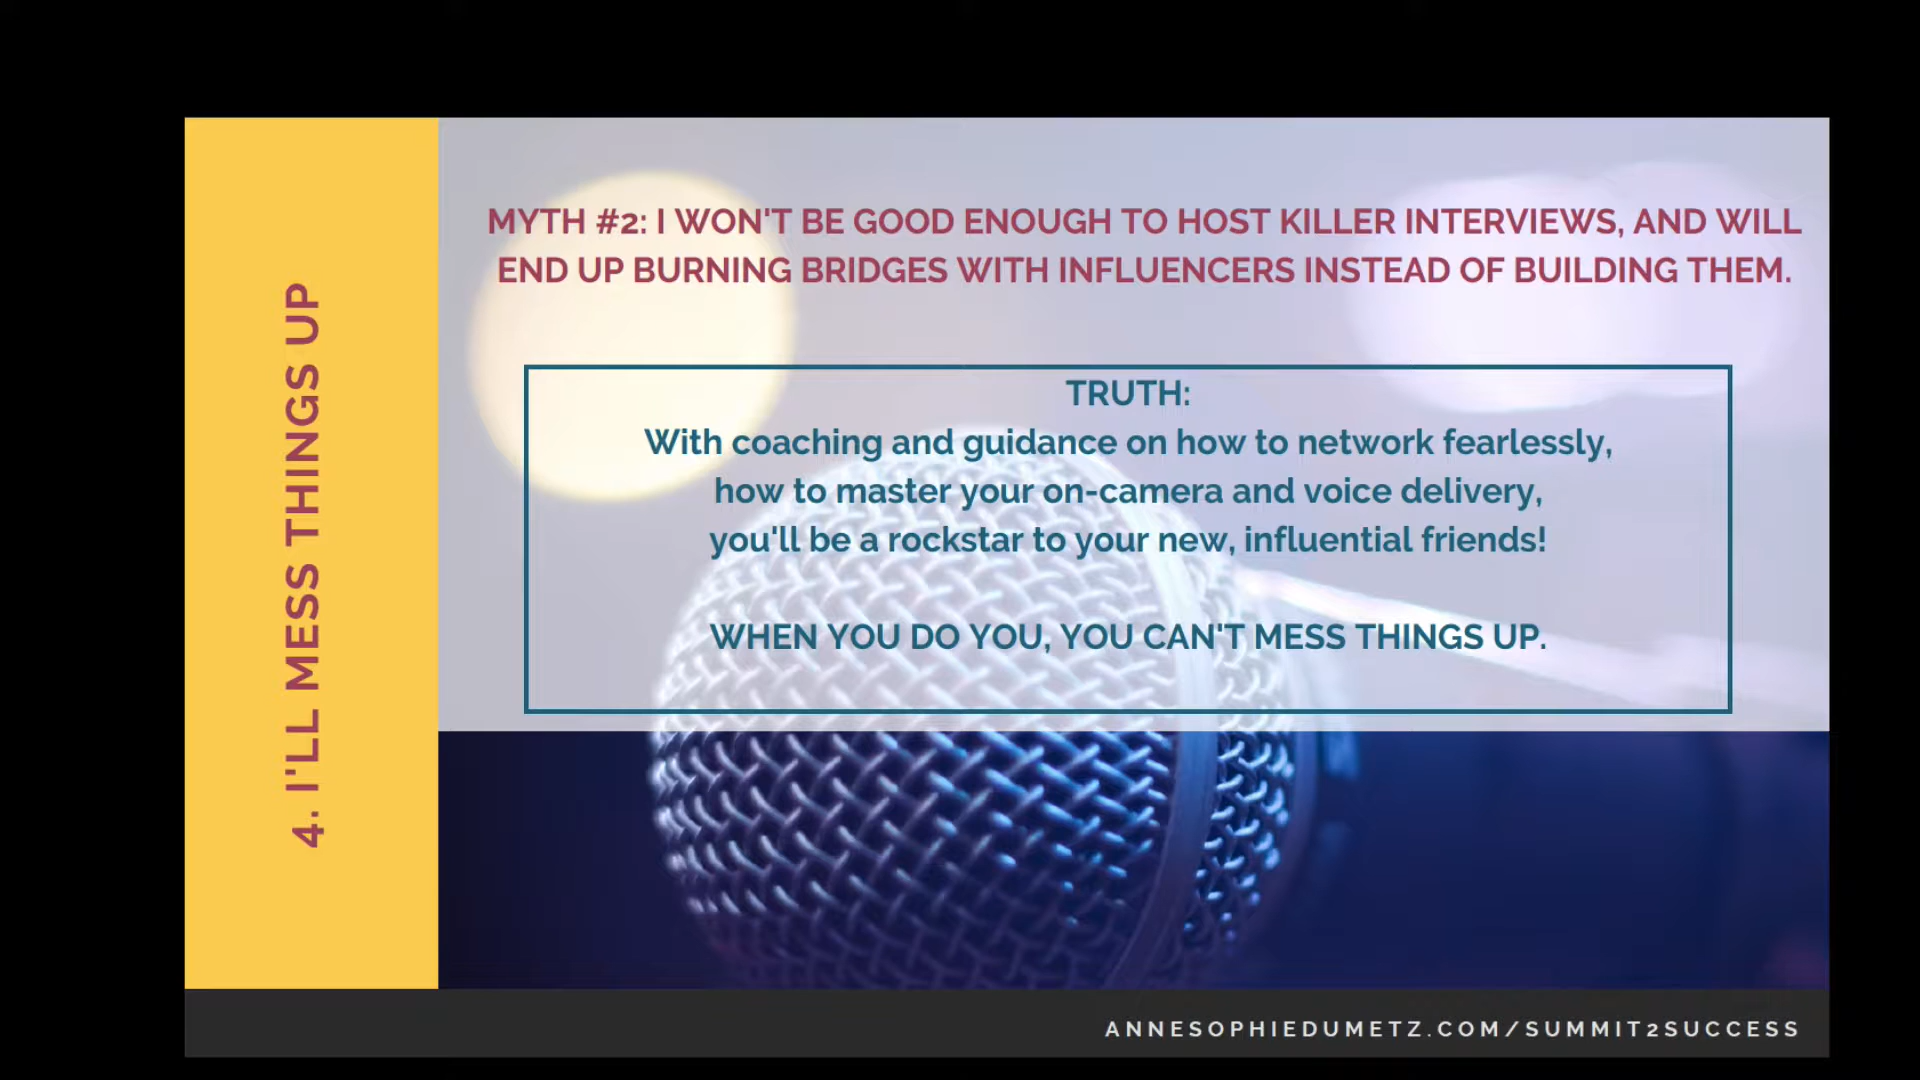 4. I'LL MESS THINGS UP
MYTH #2: I WON'T BE GOOD ENOUGH TO HOST KILLER INTERVIEWS, AND WILL
END UP BURNING BRIDGES WITH INFLUENCERS INSTEAD OF BUILDING THEM.
TRUTH:
With coaching and guidance on how to network fearlessly,
how to master your on-camera and voice delivery,
you'll be a rockstar to your new, influential friends!
WHEN YOU DO YOU, YOU CAN'T MESS THINGS UP.
ANNESOPHIEDUMETZ.COM/SUMMIT2SUCCESS